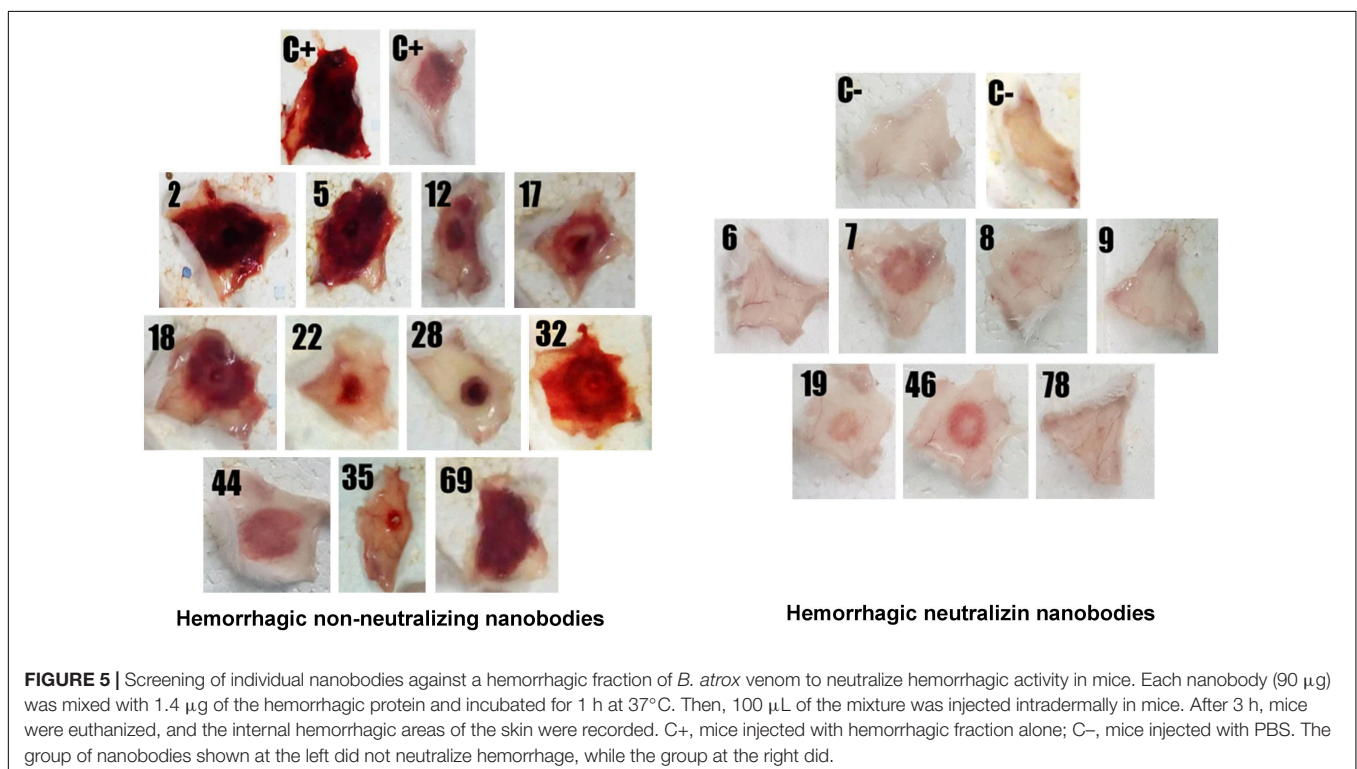 C+ C+
C- C-
2 5 12 17
6 7 8 9
18 22 28 32
19 46 78
44 35 69
Hemorrhagic non-neutralizing nanobodies
Hemorrhagic neutralizin nanobodies
FIGURE 5 | Screening of individual nanobodies against a hemorrhagic fraction of B. atrox venom to neutralize hemorrhagic activity in mice. Each nanobody (90 μg)
was mixed with 1.4 μg of the hemorrhagic protein and incubated for 1 h at 37°C. Then, 100 μL of the mixture was injected intradermally in mice. After 3 h, mice
were euthanized, and the internal hemorrhagic areas of the skin were recorded. C+, mice injected with hemorrhagic fraction alone; C–, mice injected with PBS. The
group of nanobodies shown at the left did not neutralize hemorrhage, while the group at the right did.